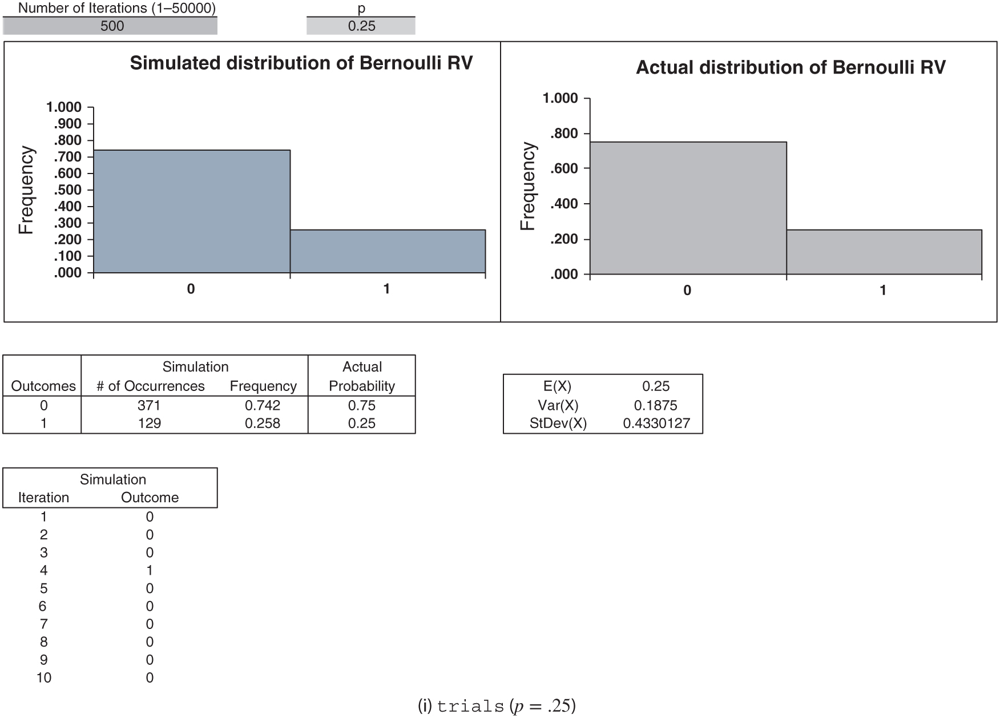 Number of Iterations (1–50000) p
500 0.25
Simulated distribution of Bernoulli RV
Frequency
1.000
.900
.800
.700
.600
.500
.400
.300
.200
.100
.000
0 1
Actual distribution of Bernoulli RV
Frequency
1.000
.800
.600
.400
.200
.000
0 1
Simulation Actual
Outcomes # of Occurrences Frequency Probability
0 371 0.742 0.75
1 129 0.258 0.25
E(X) 0.25
Var(X) 0.1875
StDev(X) 0.4330127
Simulation
Iteration Outcome
1 0
2 0
3 0
4 1
5 0
6 0
7 0
8 0
9 0
10 0
(i) trials (p = .25)